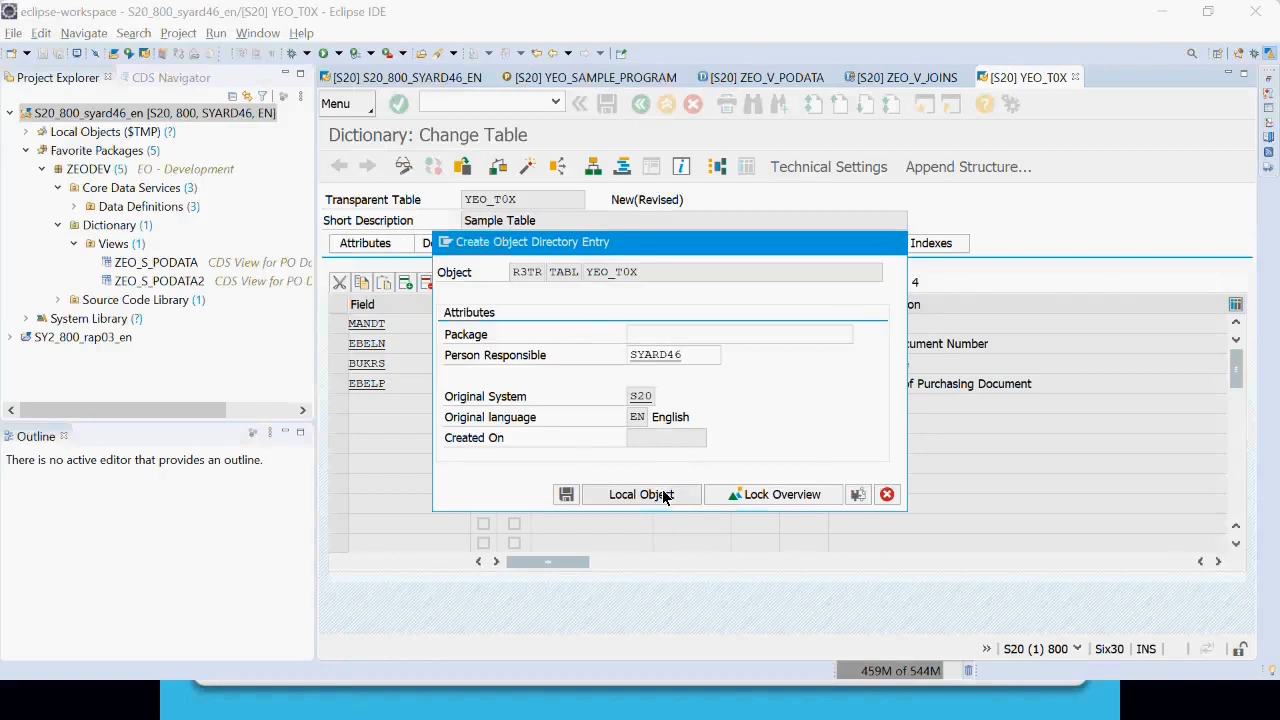 eclipse-workspace - S20_800_syard46_en/[S20] YEO_T0X - Eclipse IDE
File Edit Navigate Search Project Run Window Help
Project Explorer CDS Navigator
[S20] S20_800_SYARD46_EN [S20] YEO_SAMPLE_PROGRAM [S20] ZEO_V_PODATA [S20] ZEO_V_JOINS [S20] YEO_T0X
S20_800_syard46_en [S20, 800, SYARD46, EN]
Local Objects ($TMP) (?)
Favorite Packages (5)
ZEODEV (5) EO - Development
Core Data Services (3)
Data Definitions (3)
Dictionary (1)
Views (1)
ZEO_S_PODATA CDS View for PO Da
ZEO_S_PODATA2 CDS View for PO D
Source Code Library (1)
System Library (?)
SY2_800_rap03_en
Outline
There is no active editor that provides an outline.
Menu
Dictionary: Change Table
Technical Settings Append Structure...
Transparent Table YEO_T0X New(Revised)
Short Description Sample Table
Attributes De Indexes
4
Field on
MANDT
EBELN ocument Number
BUKRS
EBELP of Purchasing Document
Create Object Directory Entry
Object R3TR TABL YEO_T0X
Attributes
Package
Person Responsible SYARD46
Original System S20
Original language EN English
Created On
Local Object Lock Overview
S20 (1) 800 Six30 INS
459M of 544M